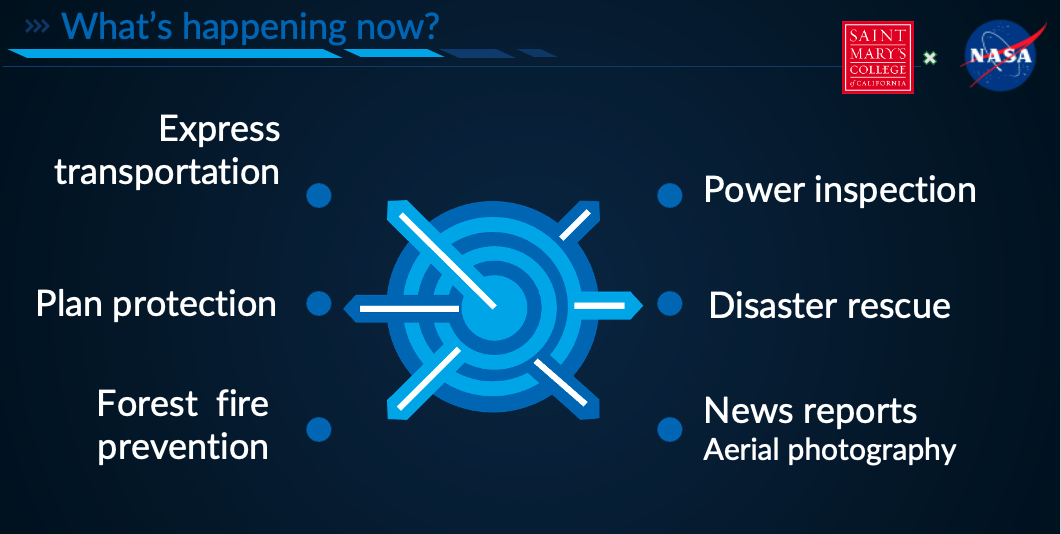 What's happening now?
SAINT
MARY'S
COLLEGE
of CALIFORNIA
NASA
Express
transportation
Plan protection
Forest fire
prevention
Power inspection
Disaster rescue
News reports
Aerial photography